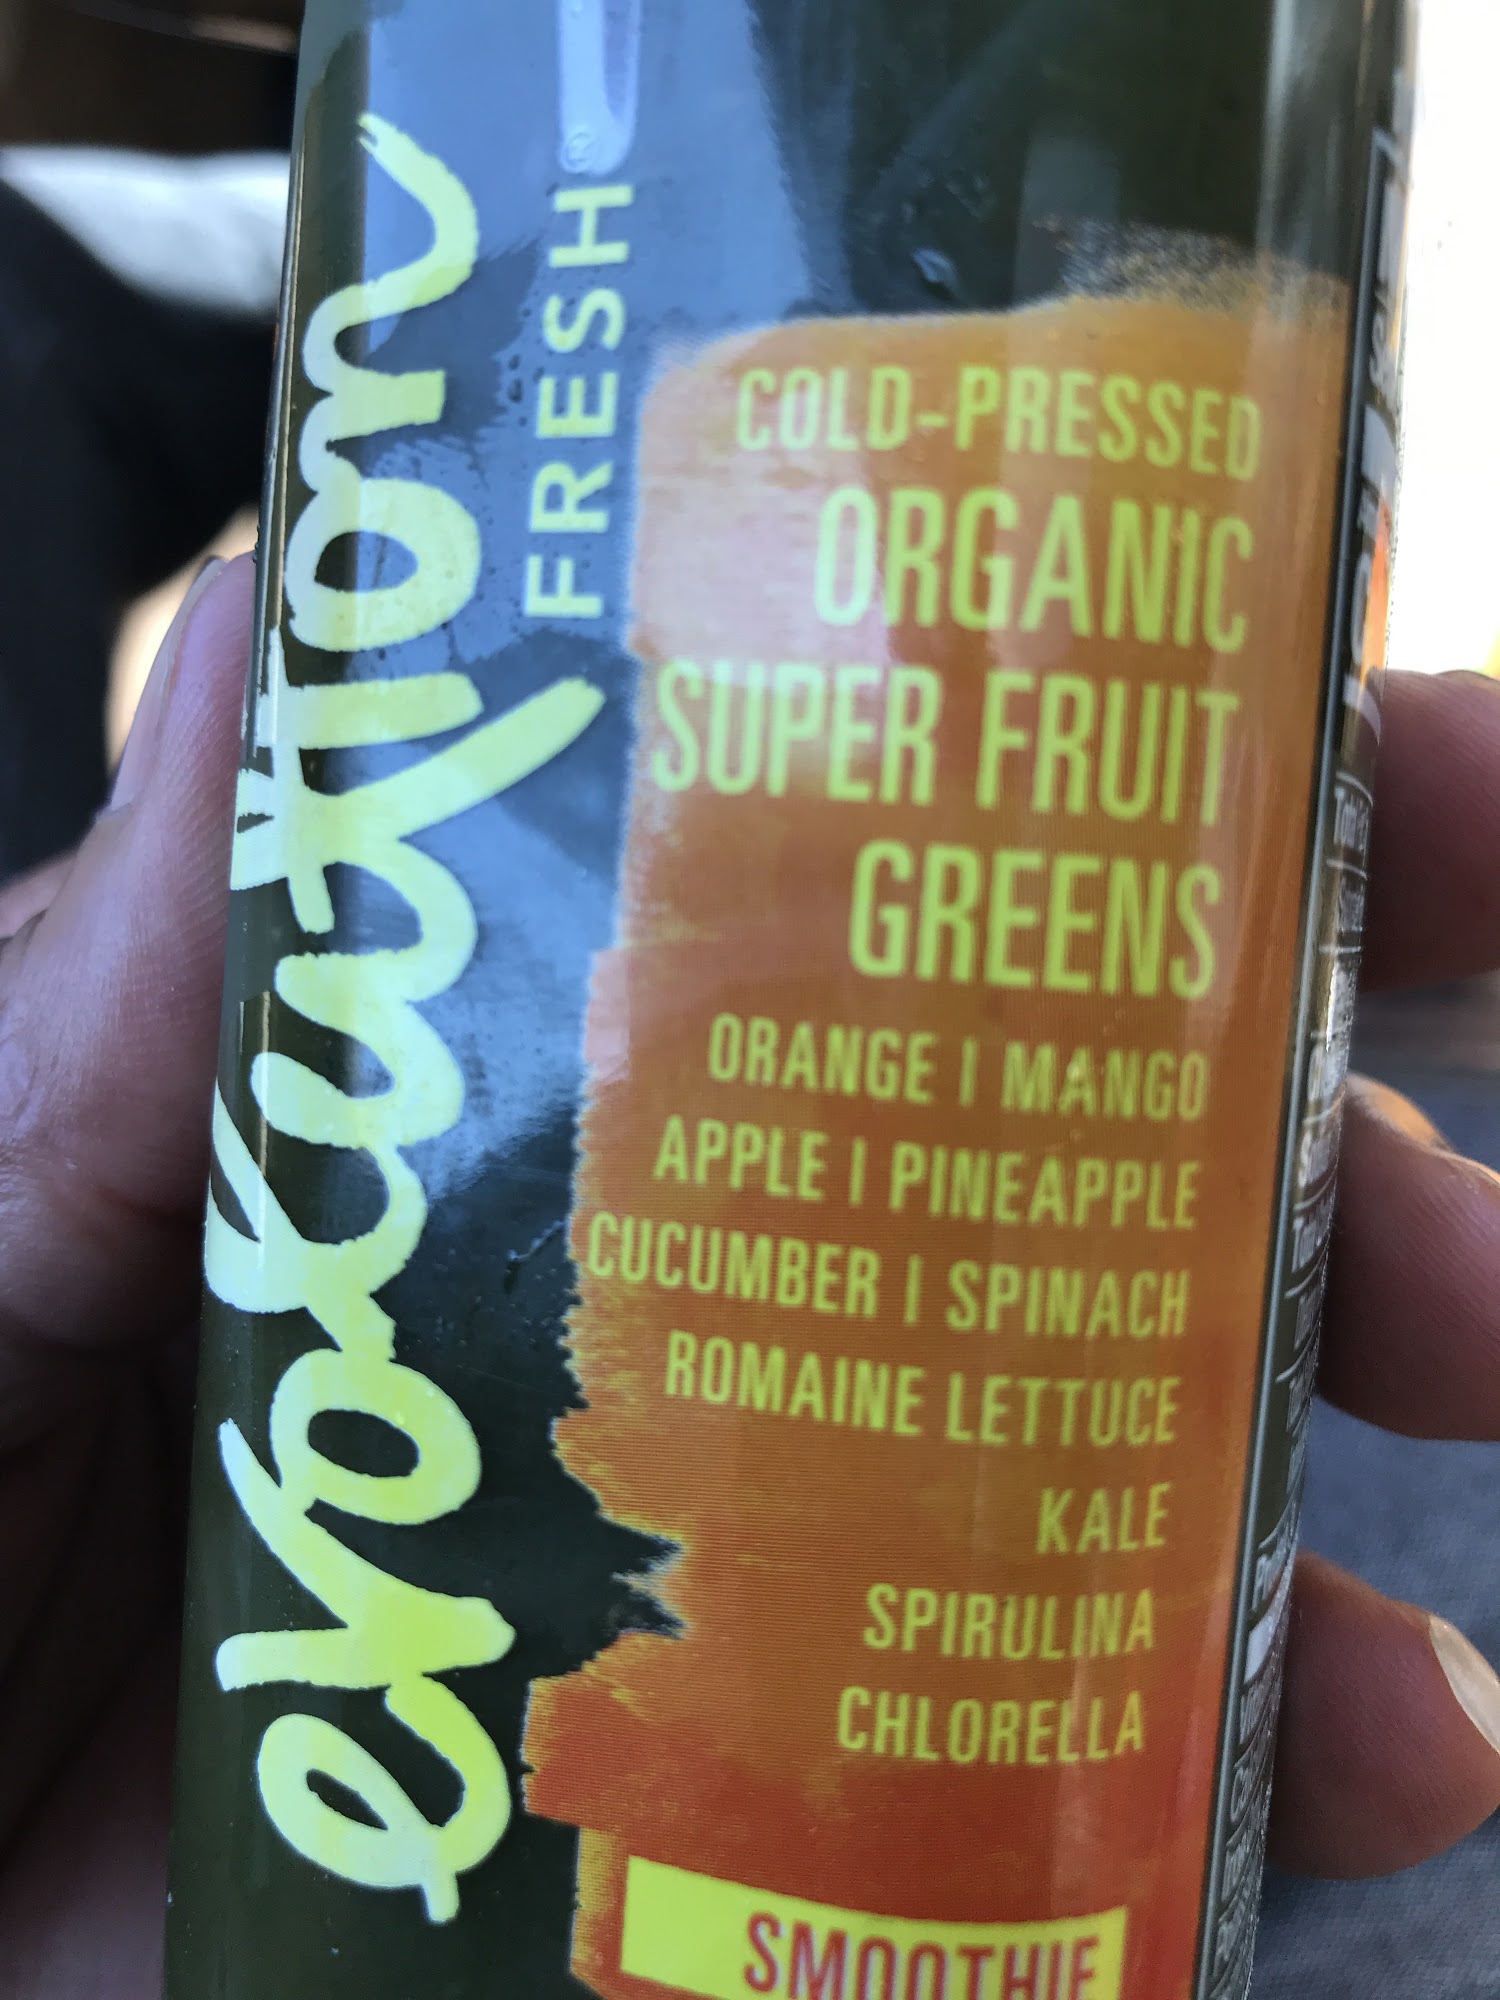 evolution
FRESH®
COLD-PRESSED
ORGANIC
SUPER FRUIT
GREENS
ORANGE | MANGO
APPLE | PINEAPPLE
CUCUMBER | SPINACH
ROMAINE LETTUCE
KALE
SPIRULINA
CHLORELLA
SMOOTHIE